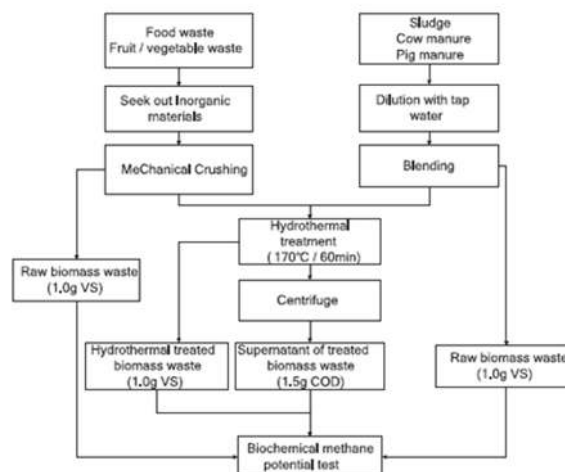 Food waste
Fruit / vegetable waste
Sludge
Cow manure
Pig manure
Seek out Inorganic
materials
Dilution with tap
water
MeChanical Crushing
Blending
Hydrothermal
treatment
(170℃ / 60min)
Raw biomass waste
(1.0g VS)
Centrifuge
Hydrothermal treated
biomass waste
(1.0g VS)
Supernatant of treated
biomass waste
(1.5g COD)
Raw biomass waste
(1.0g VS)
Biochemical methane
potential test